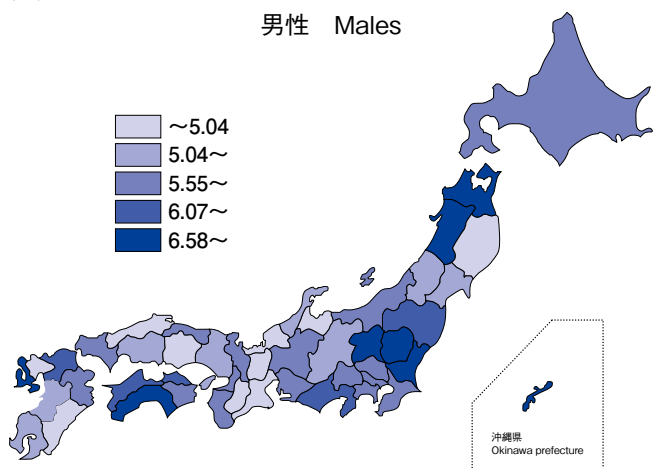 男性 Males
～5.04
5.04～
5.55～
6.07～
6.58～
沖縄県
Okinawa prefecture